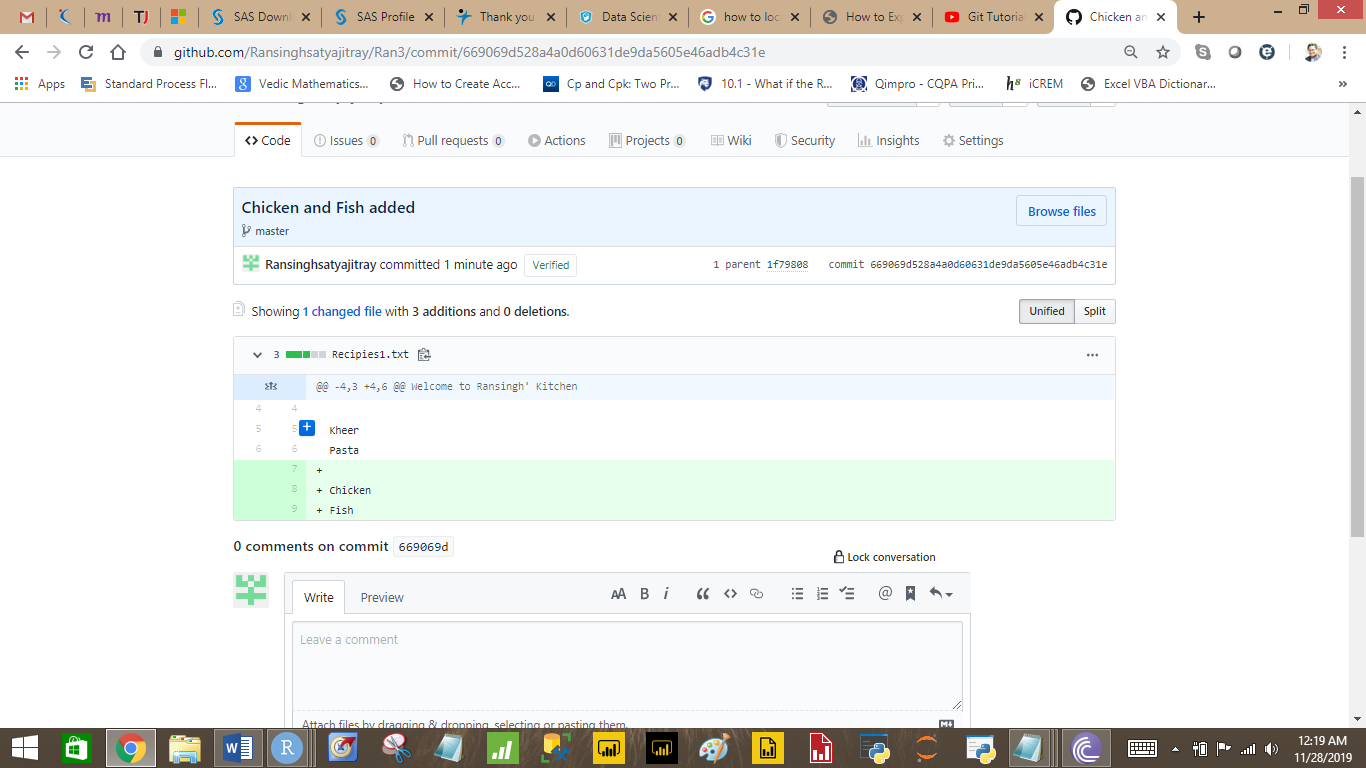 SAS Downl
SAS Profile
Thank you
Data Scien
how to loc
How to Exp
Git Tutoria
Chicken an
github.com/Ransinghsatyajitray/Ran3/commit/669069d528a4a0d60631de9da5605e46adb4c31e
Apps
Standard Process Fl...
Vedic Mathematics...
How to Create Acc...
Cp and Cpk: Two Pr...
10.1 - What if the R...
Qimpro - CQPA Pri...
iCREM
Excel VBA Dictionar...
»
Code
Issues 0
Pull requests 0
Actions
Projects 0
Wiki
Security
Insights
Settings
Chicken and Fish added
Browse files
master
Ransinghsatyajitray committed 1 minute ago Verified
1 parent 1f79808 commit 669069d528a4a0d60631de9da5605e46adb4c31e
Showing 1 changed file with 3 additions and 0 deletions.
Unified Split
3 Recipies1.txt
@@ -4,3 +4,6 @@ Welcome to Ransingh' Kitchen
4 4
5 5 Kheer
6 6 Pasta
7 +
8 + Chicken
9 + Fish
0 comments on commit 669069d
Lock conversation
Write Preview
AA B i
Leave a comment
Attach files by dragging & dropping, selecting or pasting them.
12:19 AM
11/28/2019